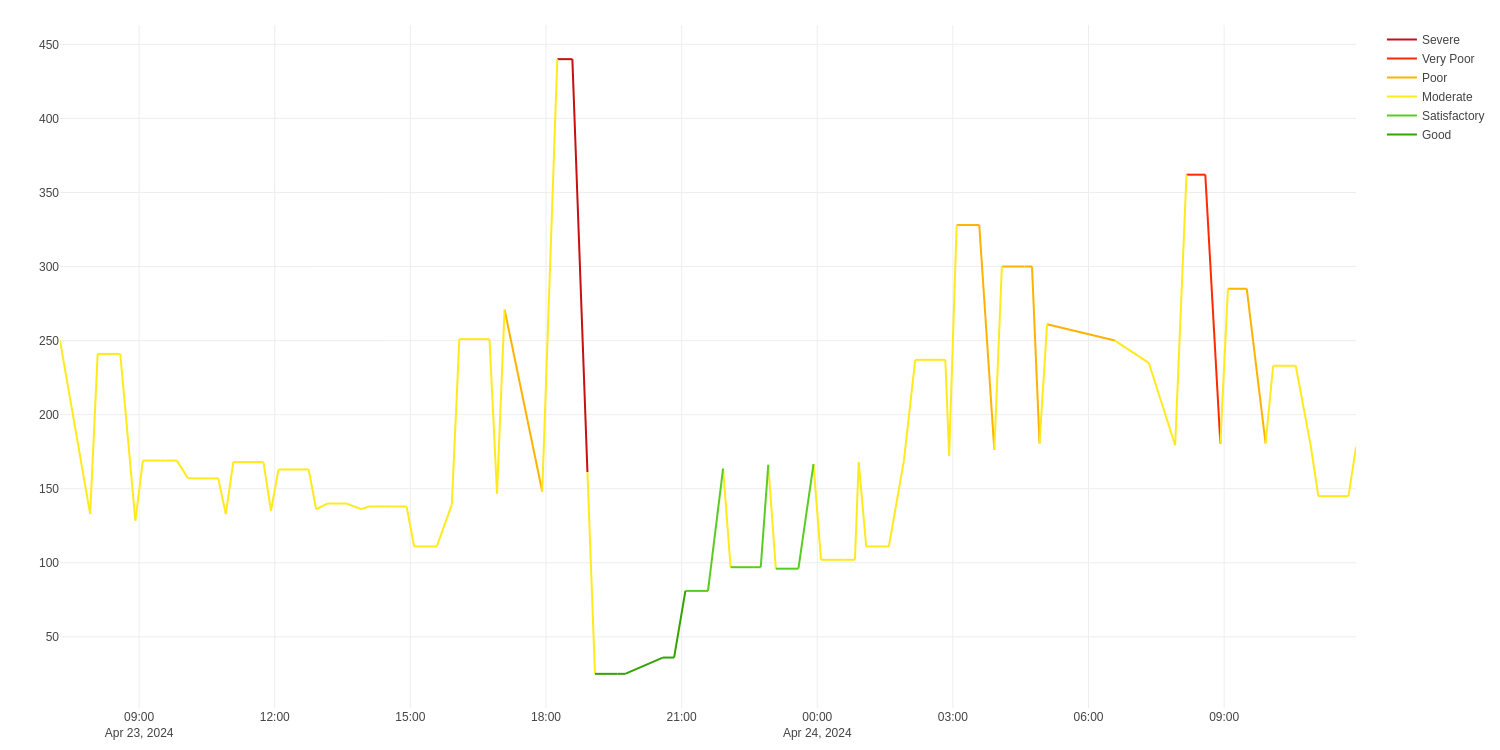 450
400
350
300
250
200
150
100
50
09:00
Apr 23, 2024
12:00
15:00
18:00
21:00
00:00
Apr 24, 2024
03:00
06:00
09:00
Severe
Very Poor
Poor
Moderate
Satisfactory
Good